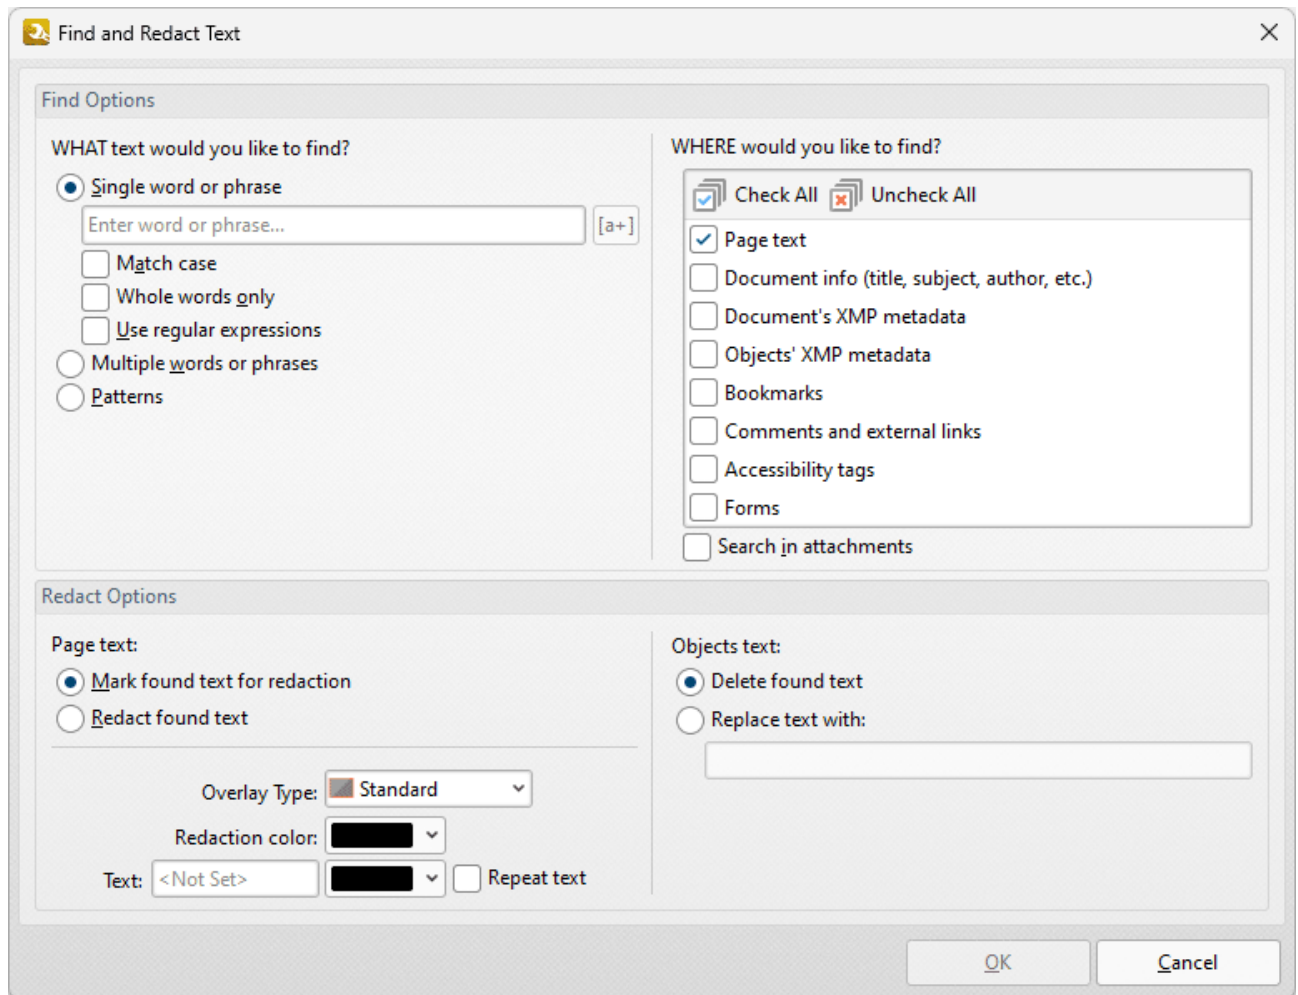 Find and Redact Text
Find Options
WHAT text would you like to find?
Single word or phrase
Enter word or phrase...
[a+]
Match case
Whole words only
Use regular expressions
Multiple words or phrases
Patterns
WHERE would you like to find?
Check All Uncheck All
Page text
Document info (title, subject, author, etc.)
Document's XMP metadata
Objects' XMP metadata
Bookmarks
Comments and external links
Accessibility tags
Forms
Search in attachments
Redact Options
Page text:
Mark found text for redaction
Redact found text
Overlay Type: Standard
Redaction color:
Text: <Not Set> Repeat text
Objects text:
Delete found text
Replace text with:
OK Cancel